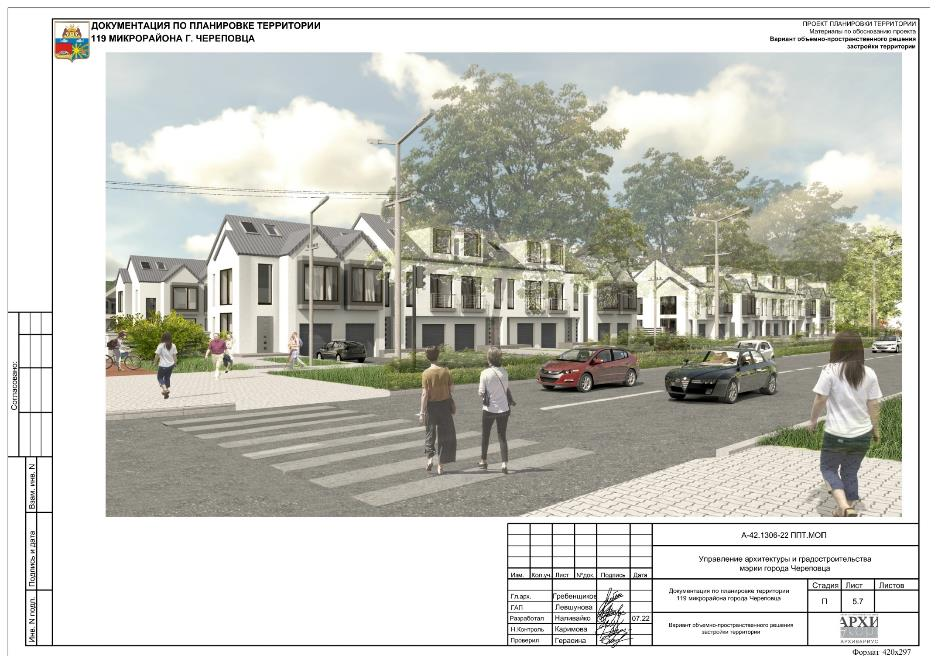 ДОКУМЕНТАЦИЯ ПО ПЛАНИРОВКЕ ТЕРРИТОРИИ
119 МИКРОРАЙОНА Г. ЧЕРЕПОВЦА
ПРОЕКТ ПЛАНИРОВКИ ТЕРРИТОРИИ
Материалы по обоснованию проекта
Вариант объемно-пространственного решения
застройки территории
Согласовано:
Взам. инв. N
Подпись и дата
Инв. N подл.
А-42.1306-22 ППТ.МОП
Управление архитектуры и градостроительства
мэрии города Череповца
Изм. Кол.уч. Лист №док. Подпись Дата
Гл.арх. Гребенщиков
ГАП Левшунова
Разработал Наливайко 07.22
Н.Контроль Каримова
Проверил Герасина
Документация по планировке территории
119 микрорайона города Череповца
Стадия Лист Листов
П 5.7
Вариант объемно-пространственного решения
застройки территории
АРХИ
АРХИВАРИУС
Формат 420x297